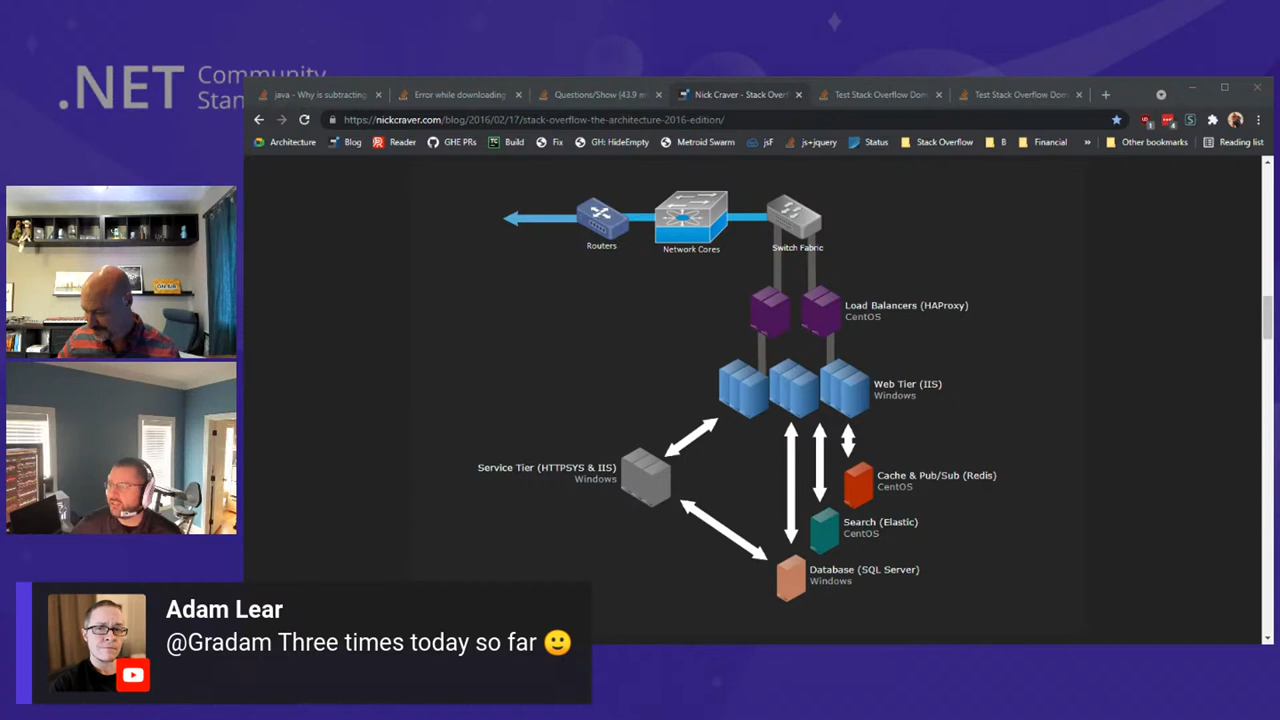 .NET Community
Stan
java - Why is subtracting
Error while downloading
Questions/Show (43.9 m
Nick Craver - Stack Overf
Test Stack Overflow Dom
Test Stack Overflow Dom
https://nickcraver.com/blog/2016/02/17/stack-overflow-the-architecture-2016-edition/
Architecture
Blog
Reader
GHE PRs
Build
Fix
GH: HideEmpty
Metroid Swarm
jsF
js+jquery
Status
Stack Overflow
B
Financial
»
Other bookmarks
Reading list
Routers
Network Cores
Switch Fabric
Load Balancers (HAProxy)
CentOS
Web Tier (IIS)
Windows
Service Tier (HTTPSYS & IIS)
Windows
Cache & Pub/Sub (Redis)
CentOS
Search (Elastic)
CentOS
Database (SQL Server)
Windows
ON AIR
Adam Lear
@Gradam Three times today so far 🙂